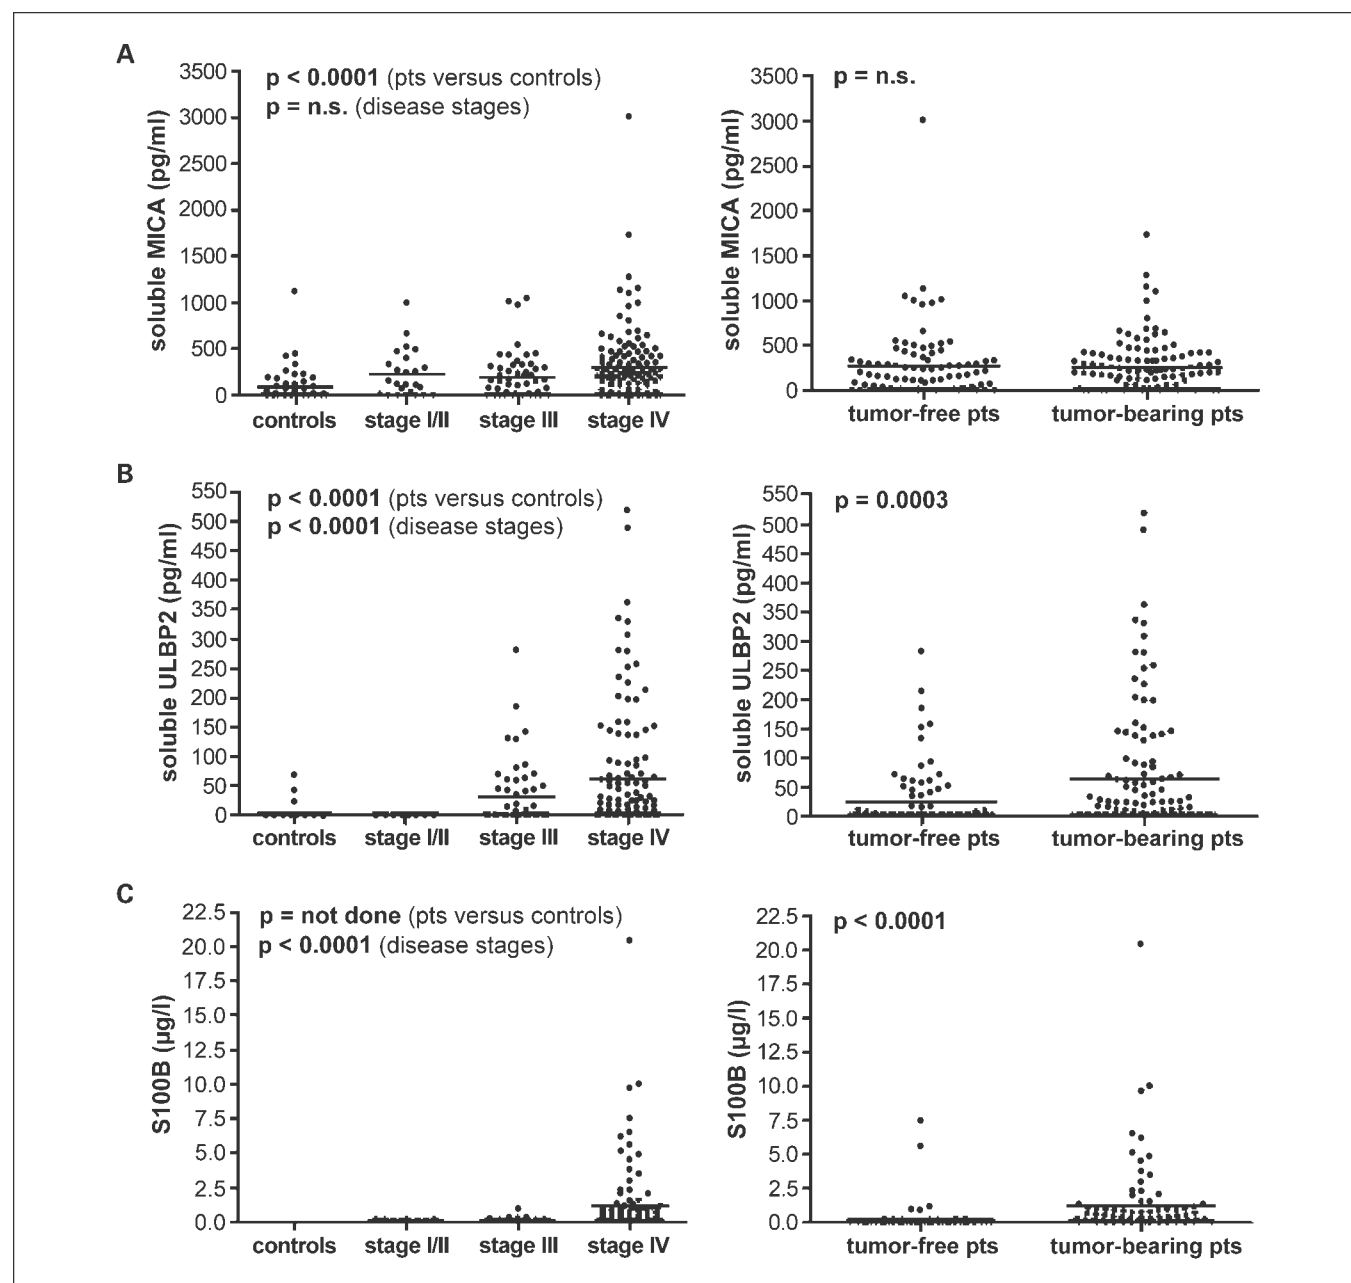 A
p < 0.0001 (pts versus controls)
p = n.s. (disease stages)
soluble MICA (pg/ml)
3500
3000
2500
2000
1500
1000
500
0
controls stage I/II stage III stage IV
p = n.s.
soluble MICA (pg/ml)
3500
3000
2500
2000
1500
1000
500
0
tumor-free pts tumor-bearing pts
B
p < 0.0001 (pts versus controls)
p < 0.0001 (disease stages)
soluble ULBP2 (pg/ml)
550
500
450
400
350
300
250
200
150
100
50
0
controls stage I/II stage III stage IV
p = 0.0003
soluble ULBP2 (pg/ml)
550
500
450
400
350
300
250
200
150
100
50
0
tumor-free pts tumor-bearing pts
C
p = not done (pts versus controls)
p < 0.0001 (disease stages)
S100B (µg/l)
22.5
20.0
17.5
15.0
12.5
10.0
7.5
5.0
2.5
0.0
controls stage I/II stage III stage IV
p < 0.0001
S100B (µg/l)
22.5
20.0
17.5
15.0
12.5
10.0
7.5
5.0
2.5
0.0
tumor-free pts tumor-bearing pts